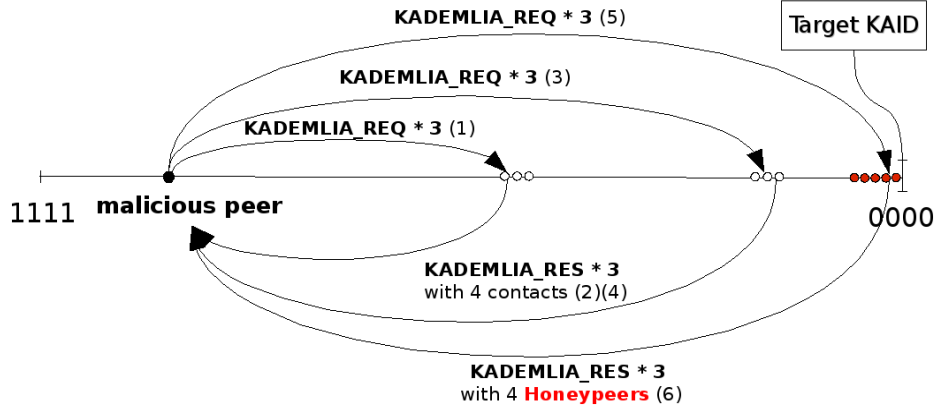 KADEMLIA_REQ * 3 (5)
Target KAID
KADEMLIA_REQ * 3 (3)
KADEMLIA_REQ * 3 (1)
1111
malicious peer
0000
KADEMLIA_RES * 3
with 4 contacts (2)(4)
KADEMLIA_RES * 3
with 4 Honeypeers (6)